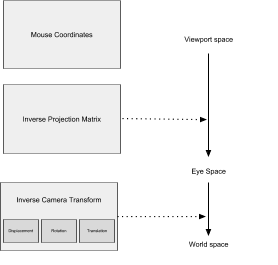 Mouse Coordinates
Viewport space
Inverse Projection Matrix
Eye Space
Inverse Camera Transform
Displacement
Rotation
Translation
World space